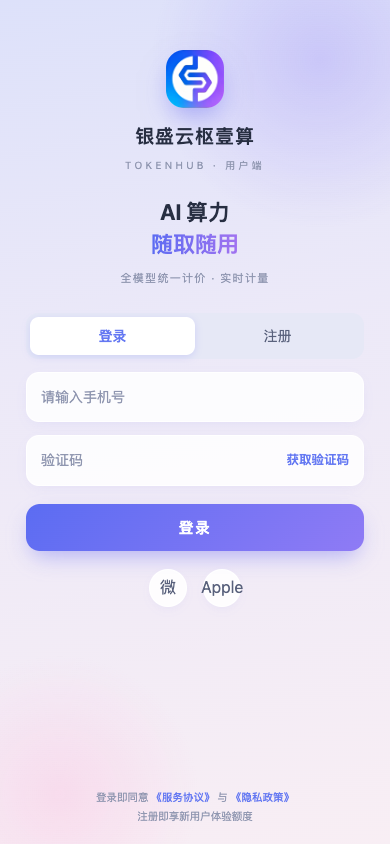 银盛云枢壹算
TOKENHUB · 用户端
AI 算力
随取随用
全模型统一计价 · 实时计量
登录 注册
请输入手机号
验证码 获取验证码
登录
微 Apple
登录即同意 《服务协议》 与 《隐私政策》
注册即享新用户体验额度